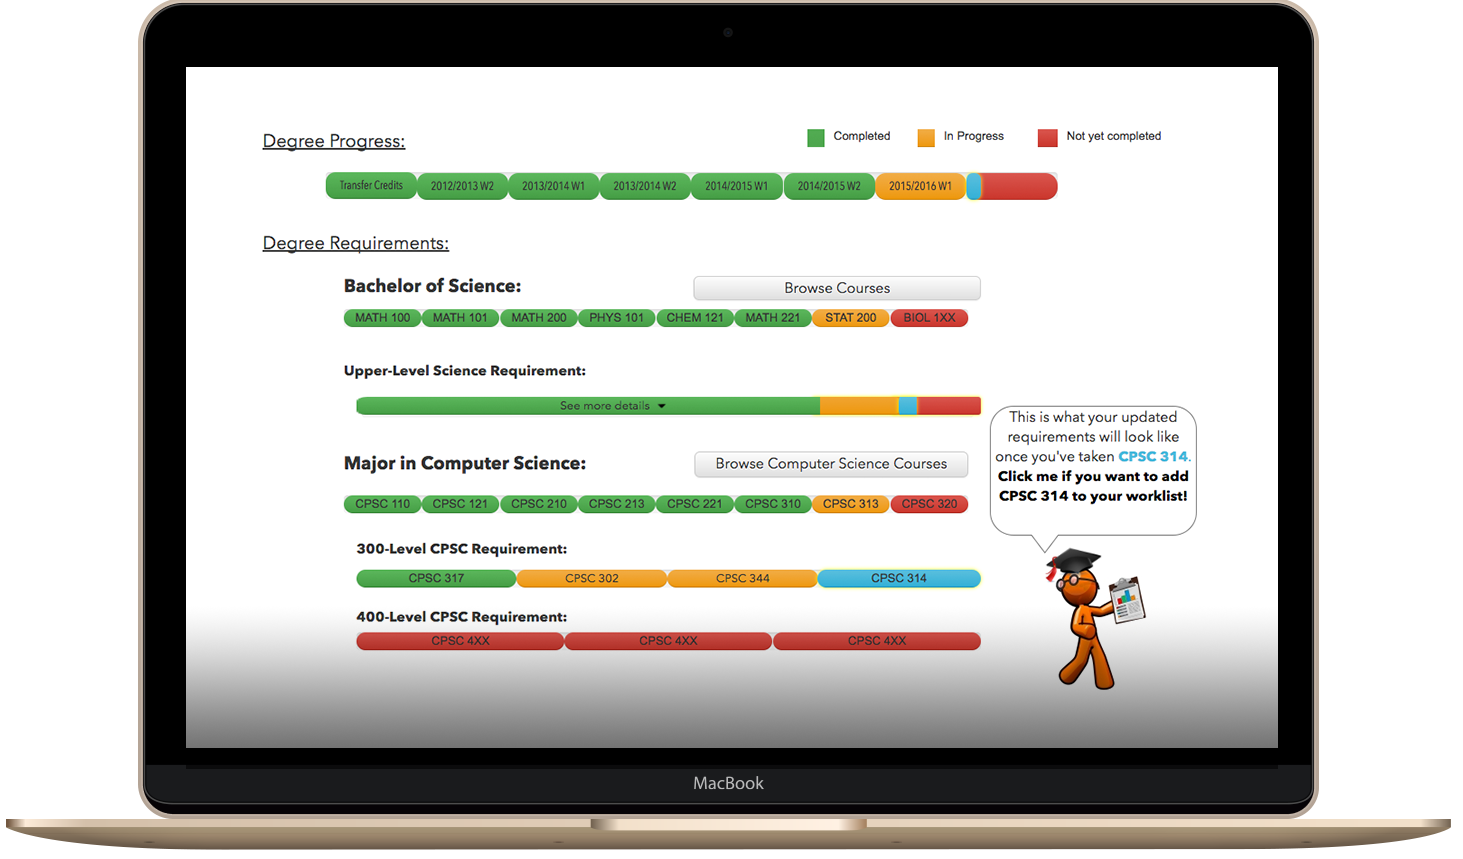 Degree Progress:
Completed
In Progress
Not yet completed
Transfer Credits
2012/2013 W2
2013/2014 W1
2013/2014 W2
2014/2015 W1
2014/2015 W2
2015/2016 W1
Degree Requirements:
Bachelor of Science:
Browse Courses
MATH 100
MATH 101
MATH 200
PHYS 101
CHEM 121
MATH 221
STAT 200
BIOL 1XX
Upper-Level Science Requirement:
See more details
This is what your updated
requirements will look like
once you've taken CPSC 314.
Click me if you want to add
CPSC 314 to your worklist!
Major in Computer Science:
Browse Computer Science Courses
CPSC 110
CPSC 121
CPSC 210
CPSC 213
CPSC 221
CPSC 310
CPSC 313
CPSC 320
300-Level CPSC Requirement:
CPSC 317
CPSC 302
CPSC 344
CPSC 314
400-Level CPSC Requirement:
CPSC 4XX
CPSC 4XX
CPSC 4XX
MacBook